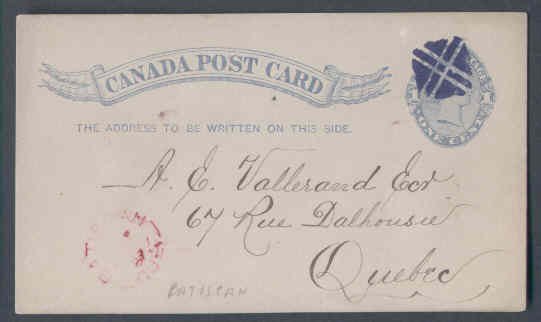 CANADA POST CARD
THE ADDRESS TO BE WRITTEN ON THIS SIDE.
A. E. Vallerand Ecr
67 Rue Dalhousie
Quebec
BATISCAN